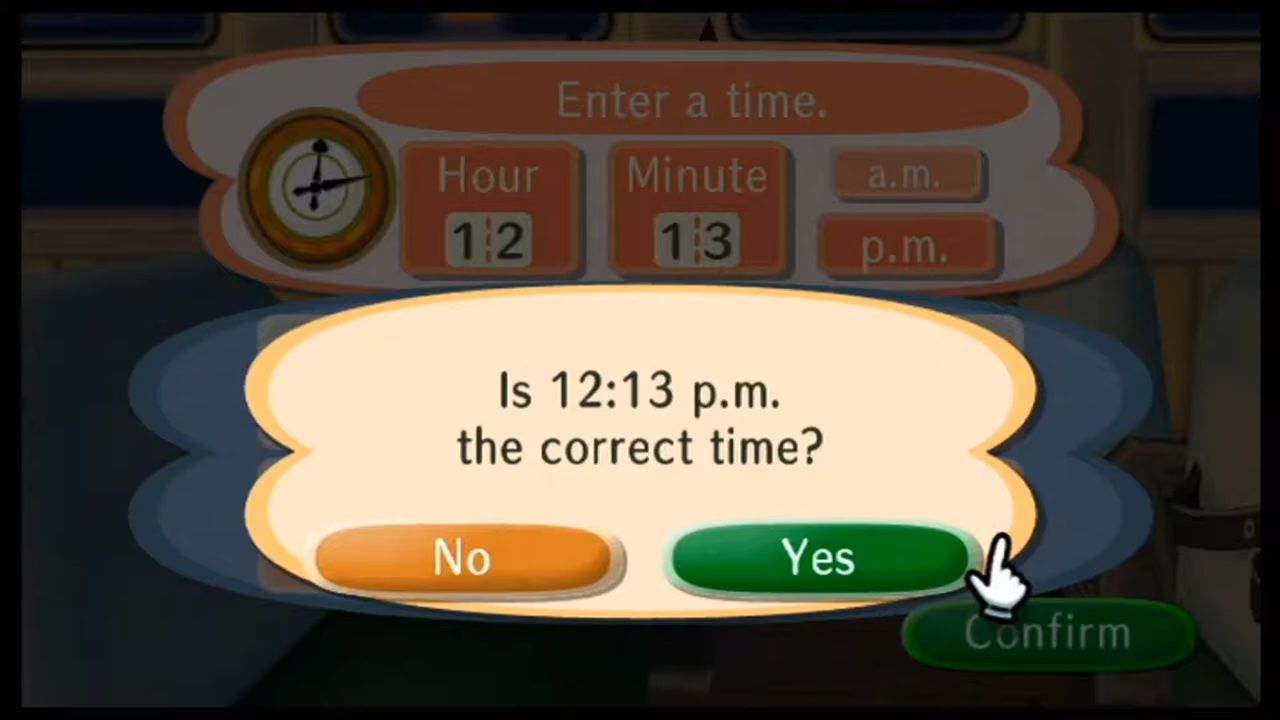 Enter a time.
Hour Minute a.m.
12 13 p.m.
Is 12:13 p.m.
the correct time?
No Yes
Confirm